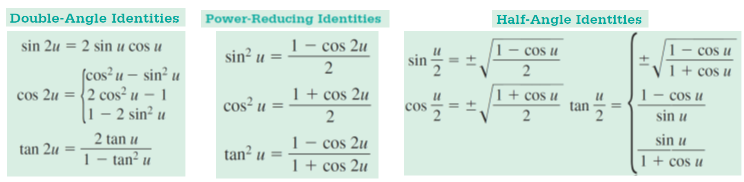 Double-Angle Identities
sin 2u = 2 sin u cos u
cos 2u = { cos² u − sin² u
2 cos² u − 1
1 − 2 sin² u
tan 2u = 2 tan u / 1 − tan² u
Power-Reducing Identities
sin² u = 1 − cos 2u / 2
cos² u = 1 + cos 2u / 2
tan² u = 1 − cos 2u / 1 + cos 2u
Half-Angle Identities
sin u/2 = ±√(1 − cos u / 2)
cos u/2 = ±√(1 + cos u / 2)
tan u/2 = { ±√(1 − cos u / 1 + cos u)
1 − cos u / sin u
sin u / 1 + cos u